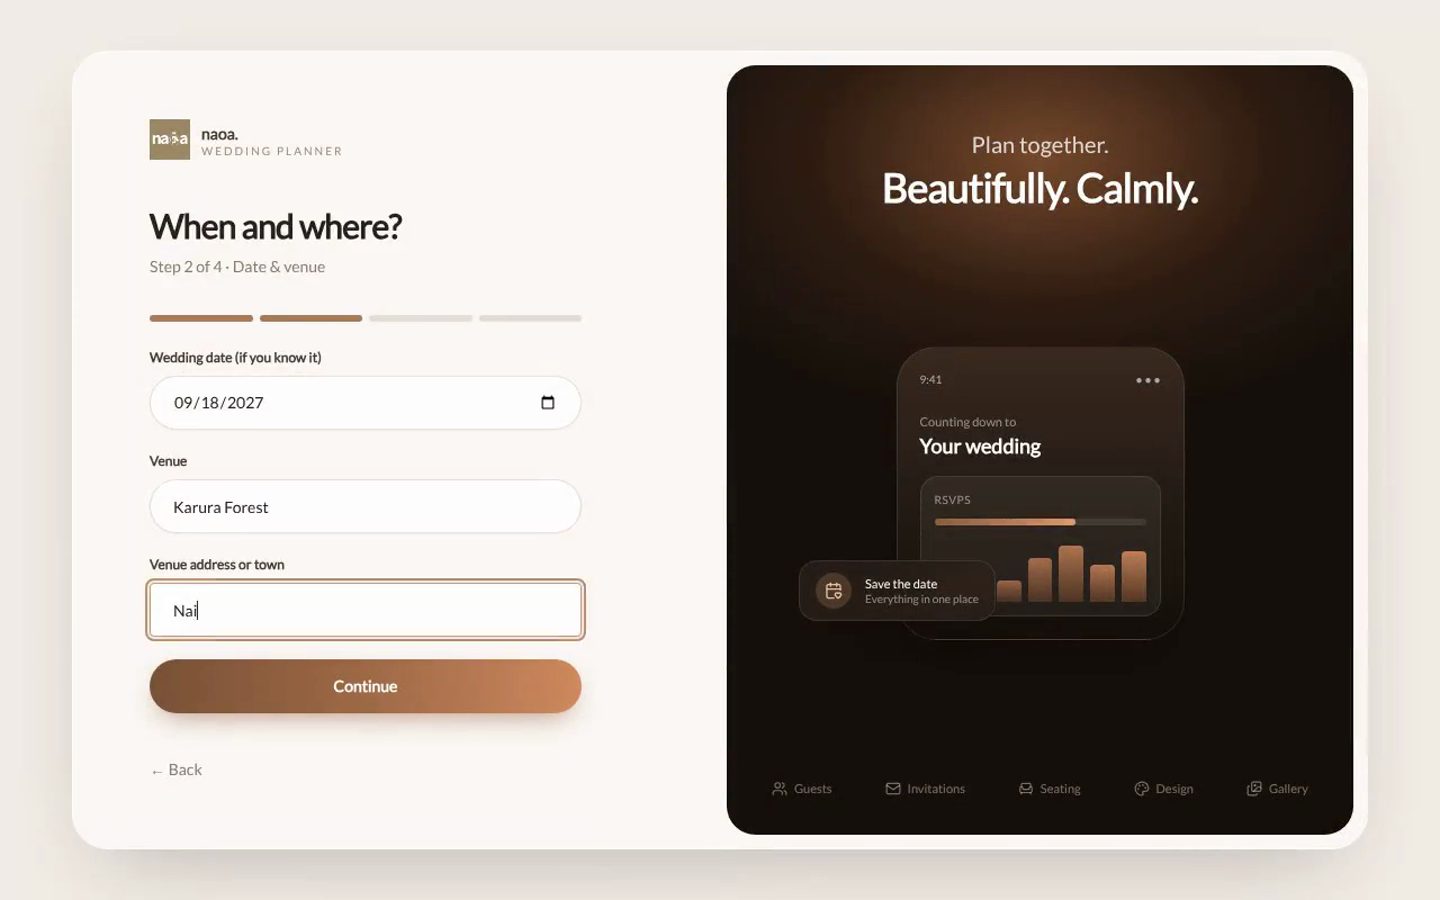 naoa.
WEDDING PLANNER
When and where?
Step 2 of 4 · Date & venue
Wedding date (if you know it)
09/18/2027
Venue
Karura Forest
Venue address or town
Nai
Continue
← Back
Plan together.
Beautifully. Calmly.
9:41
Counting down to
Your wedding
RSVPS
Save the date
Everything in one place
Guests
Invitations
Seating
Design
Gallery